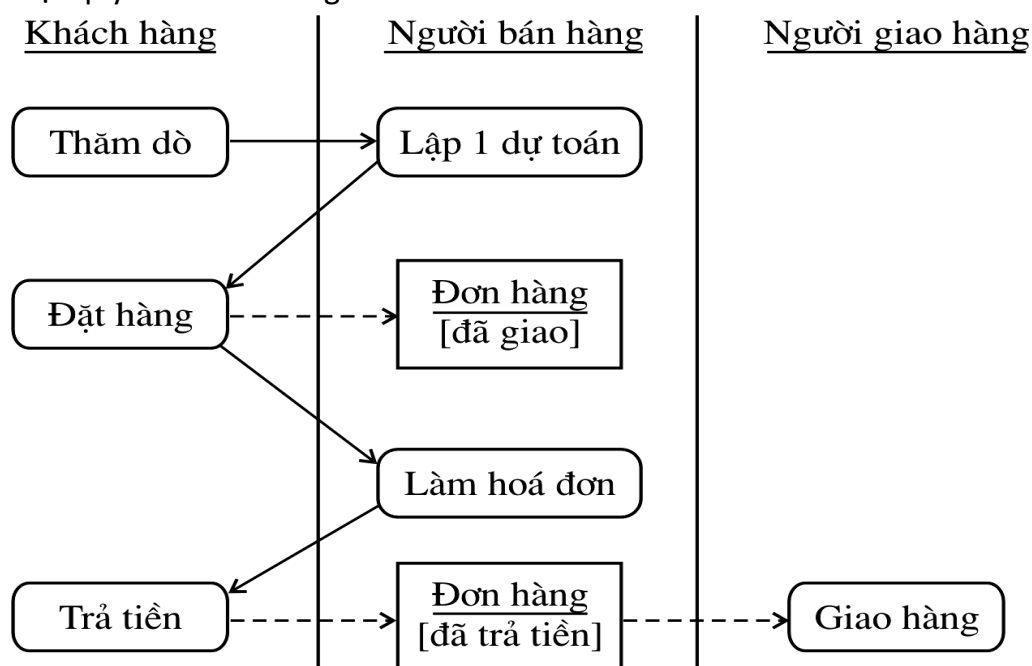 Khách hàng
Người bán hàng
Người giao hàng
Thăm dò
Lập 1 dự toán
Đặt hàng
Đơn hàng
[đã giao]
Làm hoá đơn
Trả tiền
Đơn hàng
[đã trả tiền]
Giao hàng